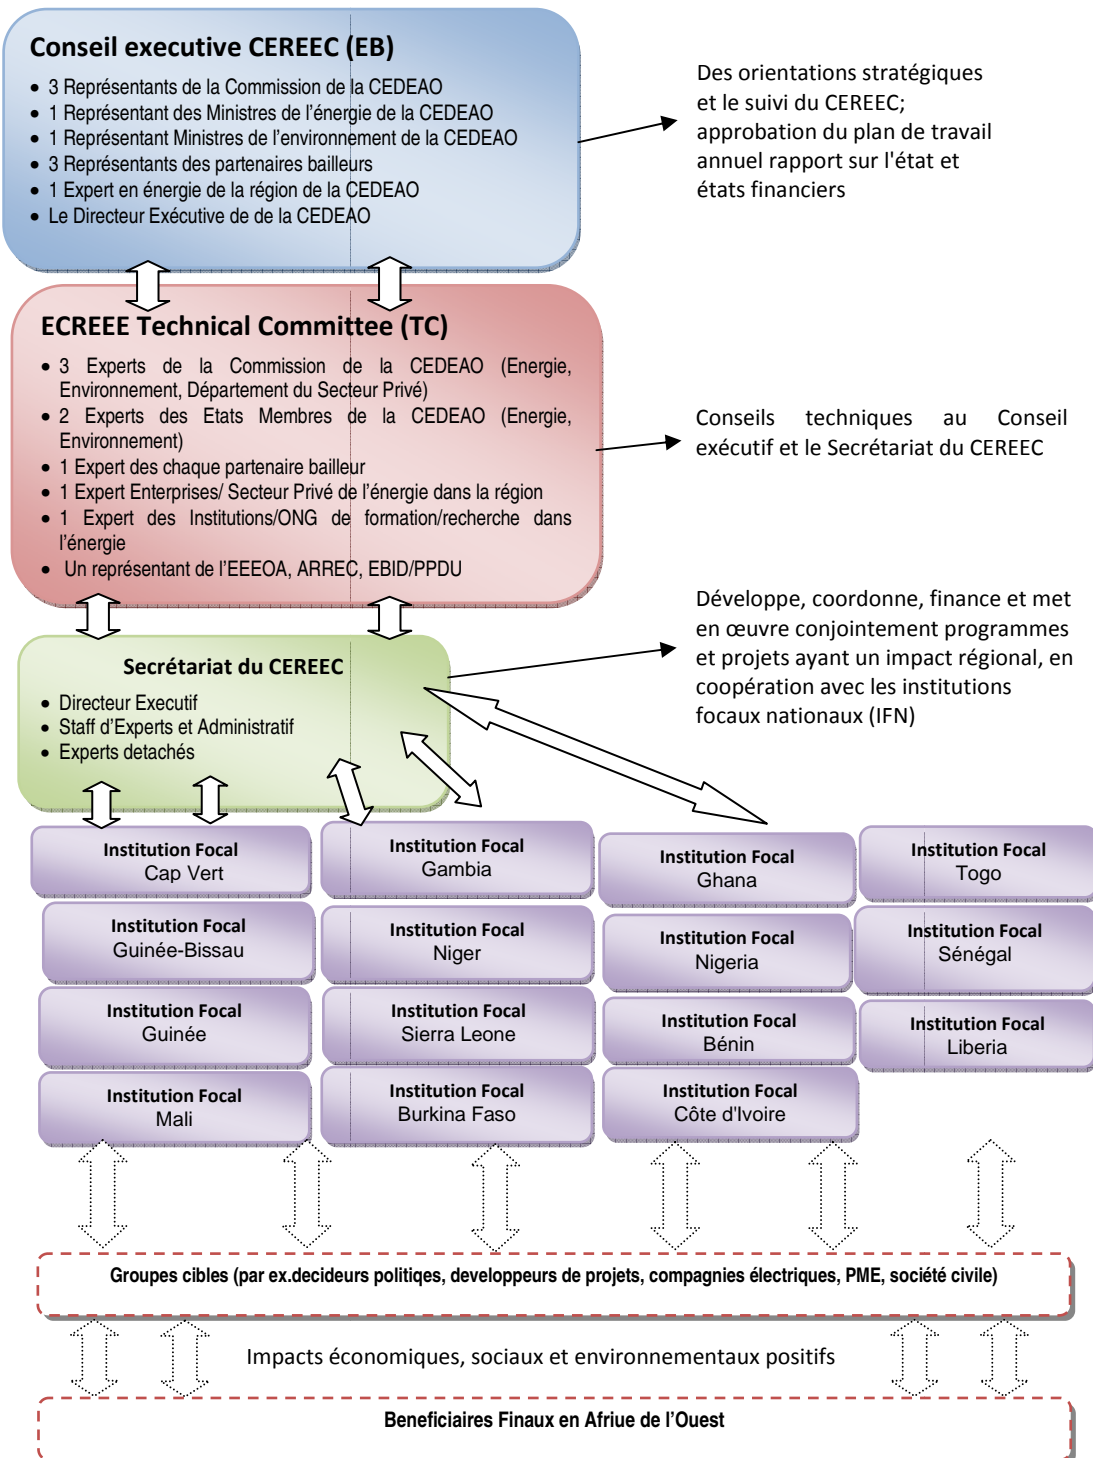 Conseil executive CEREEC (EB)
• 3 Représentants de la Commission de la CEDEAO
• 1 Représentant des Ministres de l'énergie de la CEDEAO
• 1 Représentant Ministres de l'environnement de la CEDEAO
• 3 Représentants des partenaires bailleurs
• 1 Expert en énergie de la région de la CEDEAO
• Le Directeur Exécutive de de la CEDEAO
Des orientations stratégiques
et le suivi du CEREEC;
approbation du plan de travail
annuel rapport sur l'état et
états financiers
ECREEE Technical Committee (TC)
• 3 Experts de la Commission de la CEDEAO (Energie,
Environnement, Département du Secteur Privé)
• 2 Experts des Etats Membres de la CEDEAO (Energie,
Environnement)
• 1 Expert des chaque partenaire bailleur
• 1 Expert Enterprises/ Secteur Privé de l'énergie dans la région
• 1 Expert des Institutions/ONG de formation/recherche dans
l'énergie
• Un représentant de l'EEEOA, ARREC, EBID/PPDU
Conseils techniques au Conseil
exécutif et le Secrétariat du CEREEC
Secrétariat du CEREEC
• Directeur Executif
• Staff d'Experts et Administratif
• Experts detachés
Développe, coordonne, finance et met
en œuvre conjointement programmes
et projets ayant un impact régional, en
coopération avec les institutions
focaux nationaux (IFN)
Institution Focal
Cap Vert
Institution Focal
Gambia
Institution Focal
Ghana
Institution Focal
Togo
Institution Focal
Guinée-Bissau
Institution Focal
Niger
Institution Focal
Nigeria
Institution Focal
Sénégal
Institution Focal
Guinée
Institution Focal
Sierra Leone
Institution Focal
Bénin
Institution Focal
Liberia
Institution Focal
Mali
Institution Focal
Burkina Faso
Institution Focal
Côte d'Ivoire
Groupes cibles (par ex.decideurs politiqes, developpeurs de projets, compagnies électriques, PME, société civile)
Impacts économiques, sociaux et environnementaux positifs
Beneficiaires Finaux en Afriue de l'Ouest